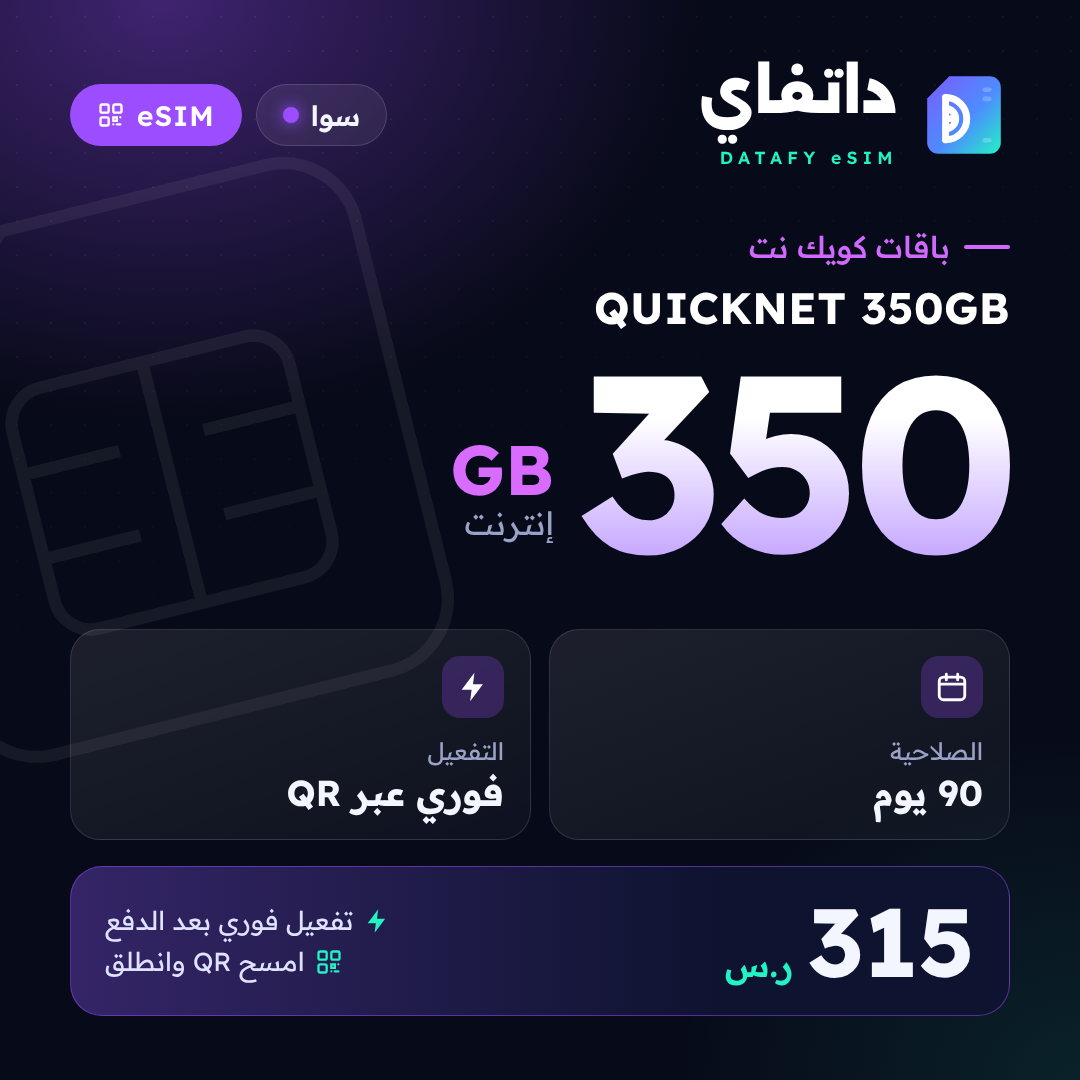 داتفاي
DATAFY eSIM
سوا
eSIM
باقات كويك نت
QUICKNET 350GB
350
GB
إنترنت
الصلاحية
90 يوم
التفعيل
فوري عبر QR
315 ر.س
تفعيل فوري بعد الدفع
امسح QR وانطلق